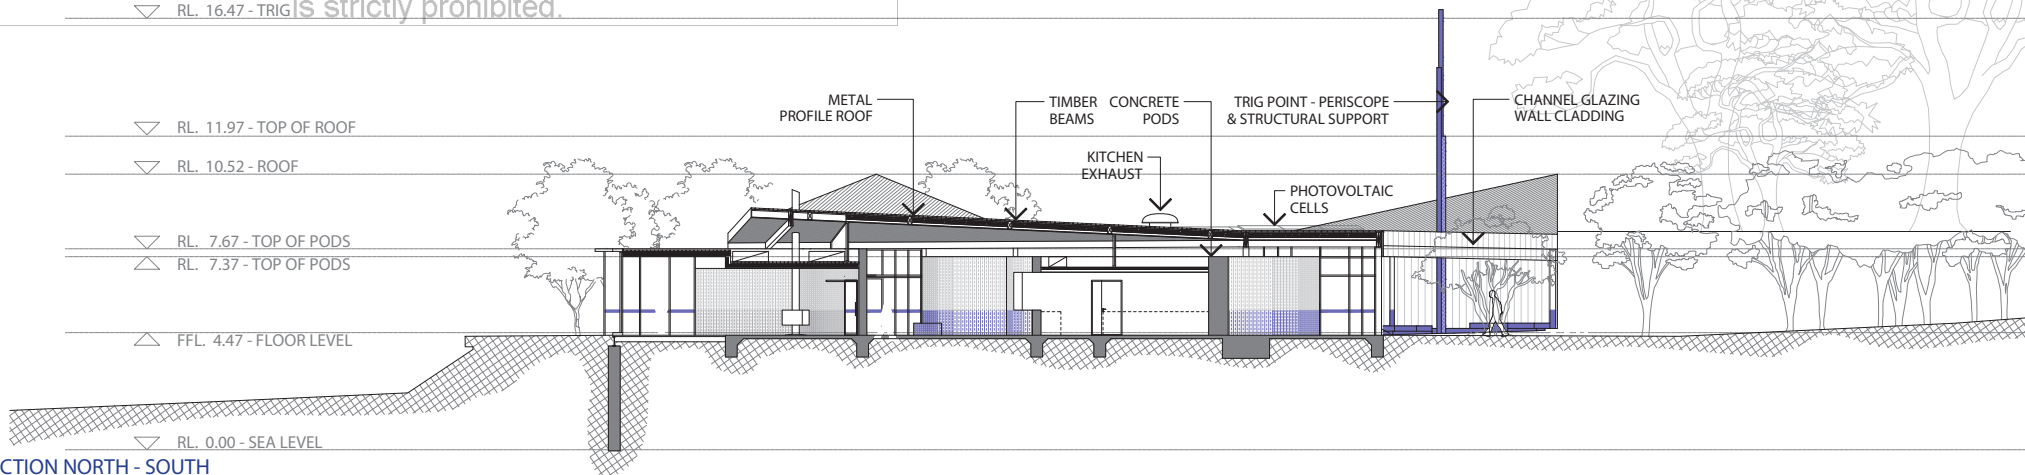 is strictly prohibited.
RL. 16.47 - TRIG
METAL
PROFILE ROOF
TIMBER
BEAMS
CONCRETE
PODS
TRIG POINT - PERISCOPE
& STRUCTURAL SUPPORT
CHANNEL GLAZING
WALL CLADDING
RL. 11.97 - TOP OF ROOF
KITCHEN
EXHAUST
RL. 10.52 - ROOF
PHOTOVOLTAIC
CELLS
RL. 7.67 - TOP OF PODS
RL. 7.37 - TOP OF PODS
FFL. 4.47 - FLOOR LEVEL
RL. 0.00 - SEA LEVEL
CTION NORTH - SOUTH